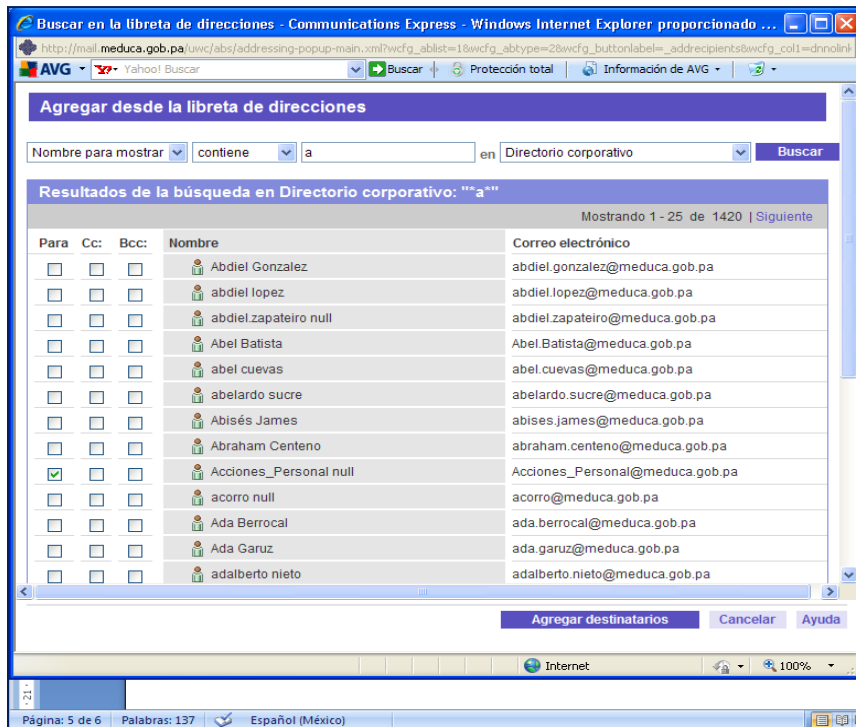 Buscar en la libreta de direcciones - Communications Express - Windows Internet Explorer proporcionado ...
http://mail.meduca.gob.pa/uwc/abs/addressing-popup-main.xml?wcfg_ablist=1&wcfg_abtype=2&wcfg_buttonlabel=_addrecipients&wcfg_col1=dnnolink
AVG Yahoo! Buscar Buscar Protección total Información de AVG
Agregar desde la libreta de direcciones
Nombre para mostrar contiene a en Directorio corporativo Buscar
Resultados de la búsqueda en Directorio corporativo: "*a*"
Mostrando 1 - 25 de 1420 | Siguiente
Para Cc: Bcc: Nombre Correo electrónico
Abdiel Gonzalez abdiel.gonzalez@meduca.gob.pa
abdiel lopez abdiel.lopez@meduca.gob.pa
abdiel.zapateiro null abdiel.zapateiro@meduca.gob.pa
Abel Batista Abel.Batista@meduca.gob.pa
abel cuevas abel.cuevas@meduca.gob.pa
abelardo sucre abelardo.sucre@meduca.gob.pa
Abisés James abises.james@meduca.gob.pa
Abraham Centeno abraham.centeno@meduca.gob.pa
Acciones_Personal null Acciones_Personal@meduca.gob.pa
acorro null acorro@meduca.gob.pa
Ada Berrocal ada.berrocal@meduca.gob.pa
Ada Garuz ada.garuz@meduca.gob.pa
adalberto nieto adalberto.nieto@meduca.gob.pa
Agregar destinatarios Cancelar Ayuda
Internet 100%
21
Página: 5 de 6 Palabras: 137 Español (México)